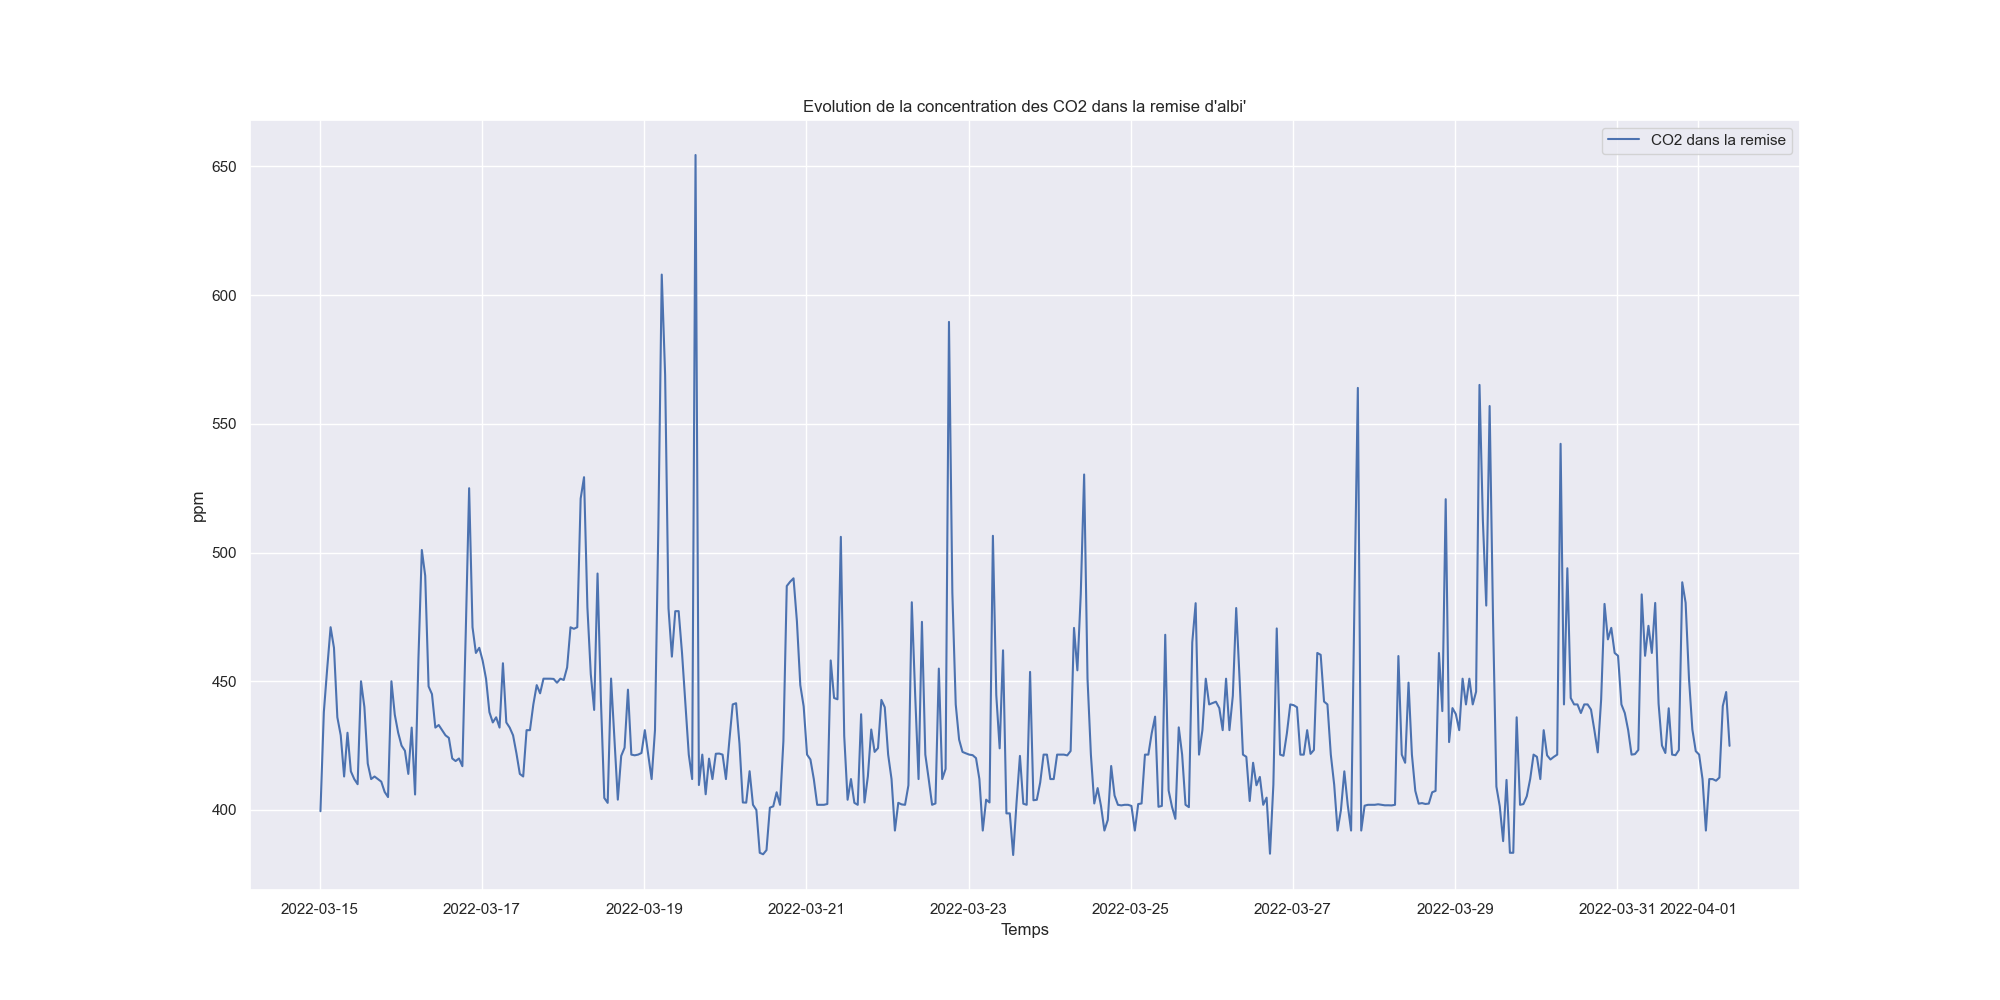 Evolution de la concentration des CO2 dans la remise d'albi'
CO2 dans la remise
650
600
550
500
450
400
ppm
2022-03-15 2022-03-17 2022-03-19 2022-03-21 2022-03-23 2022-03-25 2022-03-27 2022-03-29 2022-03-31 2022-04-01
Temps